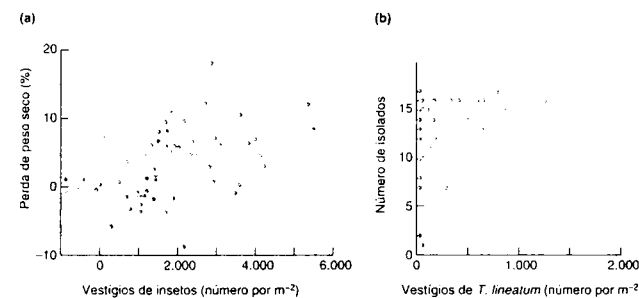 (a)
Perda de peso seco (%)
20
10
0
−10
0
2.000
4.000
6.000
Vestígios de insetos (número por m⁻²)
(b)
Número de isolados
15
10
5
0
0
1.000
2.000
Vestígios de T. lineatum (número por m⁻²